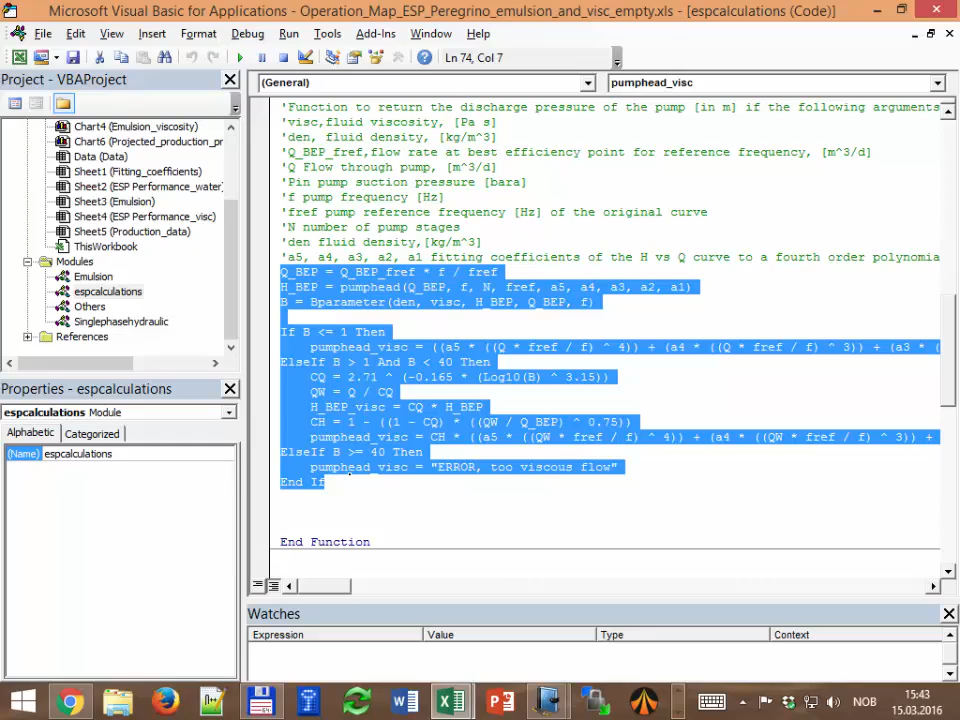 Microsoft Visual Basic for Applications - Operation_Map_ESP_Peregrino_emulsion_and_visc_empty.xls - [espcalculations (Code)]
File Edit View Insert Format Debug Run Tools Add-Ins Window Help
Ln 74, Col 7
Project - VBAProject
Chart4 (Emulsion_viscosity)
Chart6 (Projected_production_pr
Data (Data)
Sheet1 (Fitting_coefficients)
Sheet2 (ESP Performance_water)
Sheet3 (Emulsion)
Sheet4 (ESP Performance_visc)
Sheet5 (Production_data)
ThisWorkbook
Modules
Emulsion
espcalculations
Others
Singlephasehydraulic
References
Properties - espcalculations
espcalculations Module
Alphabetic Categorized
(Name) espcalculations
(General) pumphead_visc
'Function to return the discharge pressure of the pump [in m] if the following arguments
'visc,fluid viscosity, [Pa s]
'den, fluid density, [kg/m^3]
'Q_BEP_fref,flow rate at best efficiency point for reference frequency, [m^3/d]
'Q Flow through pump, [m^3/d]
'Pin pump suction pressure [bara]
'f pump frequency [Hz]
'fref pump reference frequency [Hz] of the original curve
'N number of pump stages
'den fluid density,[kg/m^3]
'a5, a4, a3, a2, a1 fitting coefficients of the H vs Q curve to a fourth order polynomia
Q_BEP = Q_BEP_fref * f / fref
H_BEP = pumphead(Q_BEP, f, N, fref, a5, a4, a3, a2, a1)
B = Bparameter(den, visc, H_BEP, Q_BEP, f)
If B <= 1 Then
pumphead_visc = ((a5 * ((Q * fref / f) ^ 4)) + (a4 * ((Q * fref / f) ^ 3)) + (a3 * (
ElseIf B > 1 And B < 40 Then
CQ = 2.71 ^ (-0.165 * (Log10(B) ^ 3.15))
QW = Q / CQ
H_BEP_visc = CQ * H_BEP
CH = 1 - ((1 - CQ) * ((QW / Q_BEP) ^ 0.75))
pumphead_visc = CH * ((a5 * ((QW * fref / f) ^ 4)) + (a4 * ((QW * fref / f) ^ 3)) +
ElseIf B >= 40 Then
pumphead_visc = "ERROR, too viscous flow"
End If
End Function
Watches
Expression Value Type Context
NOB
15:43
15.03.2016